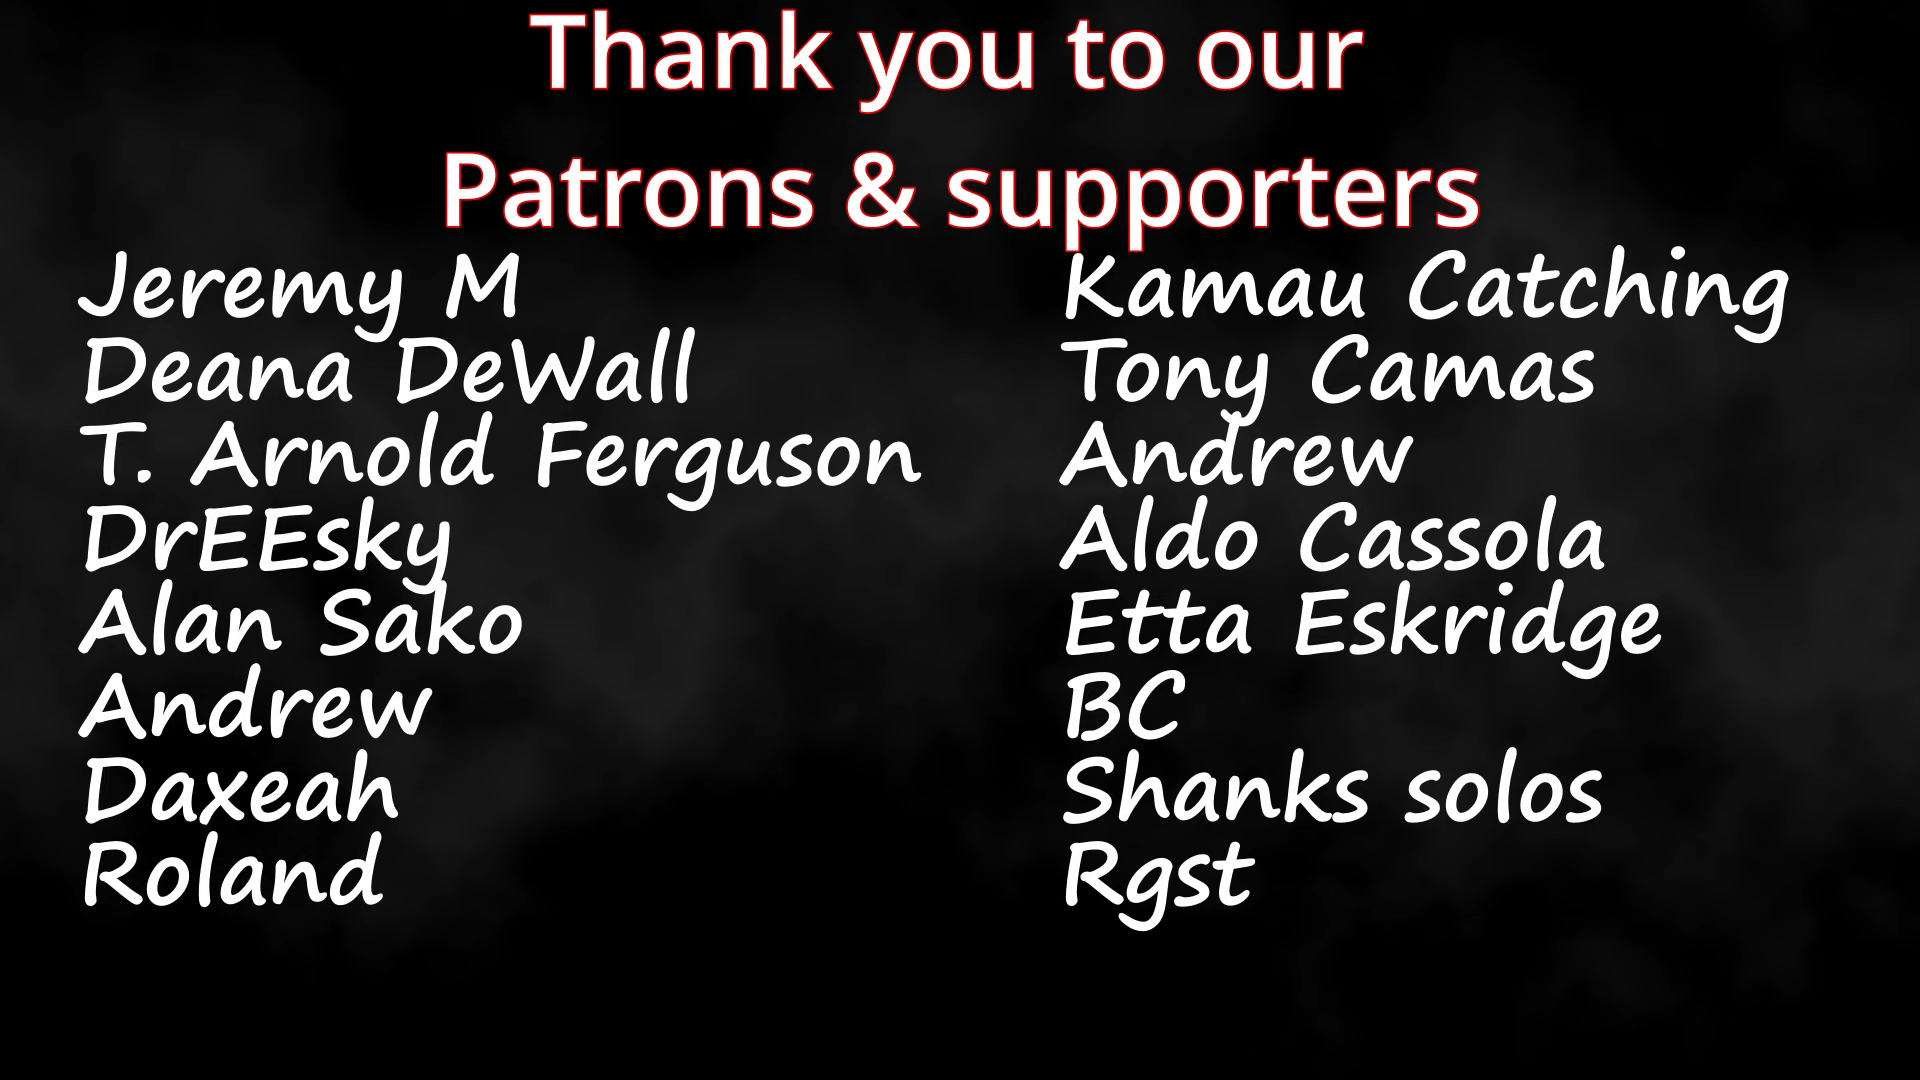 Thank you to our
Patrons & supporters
Jeremy M
Deana DeWall
T. Arnold Ferguson
DrEEsky
Alan Sako
Andrew
Daxeah
Roland
Kamau Catching
Tony Camas
Andrew
Aldo Cassola
Etta Eskridge
BC
Shanks solos
Rgst